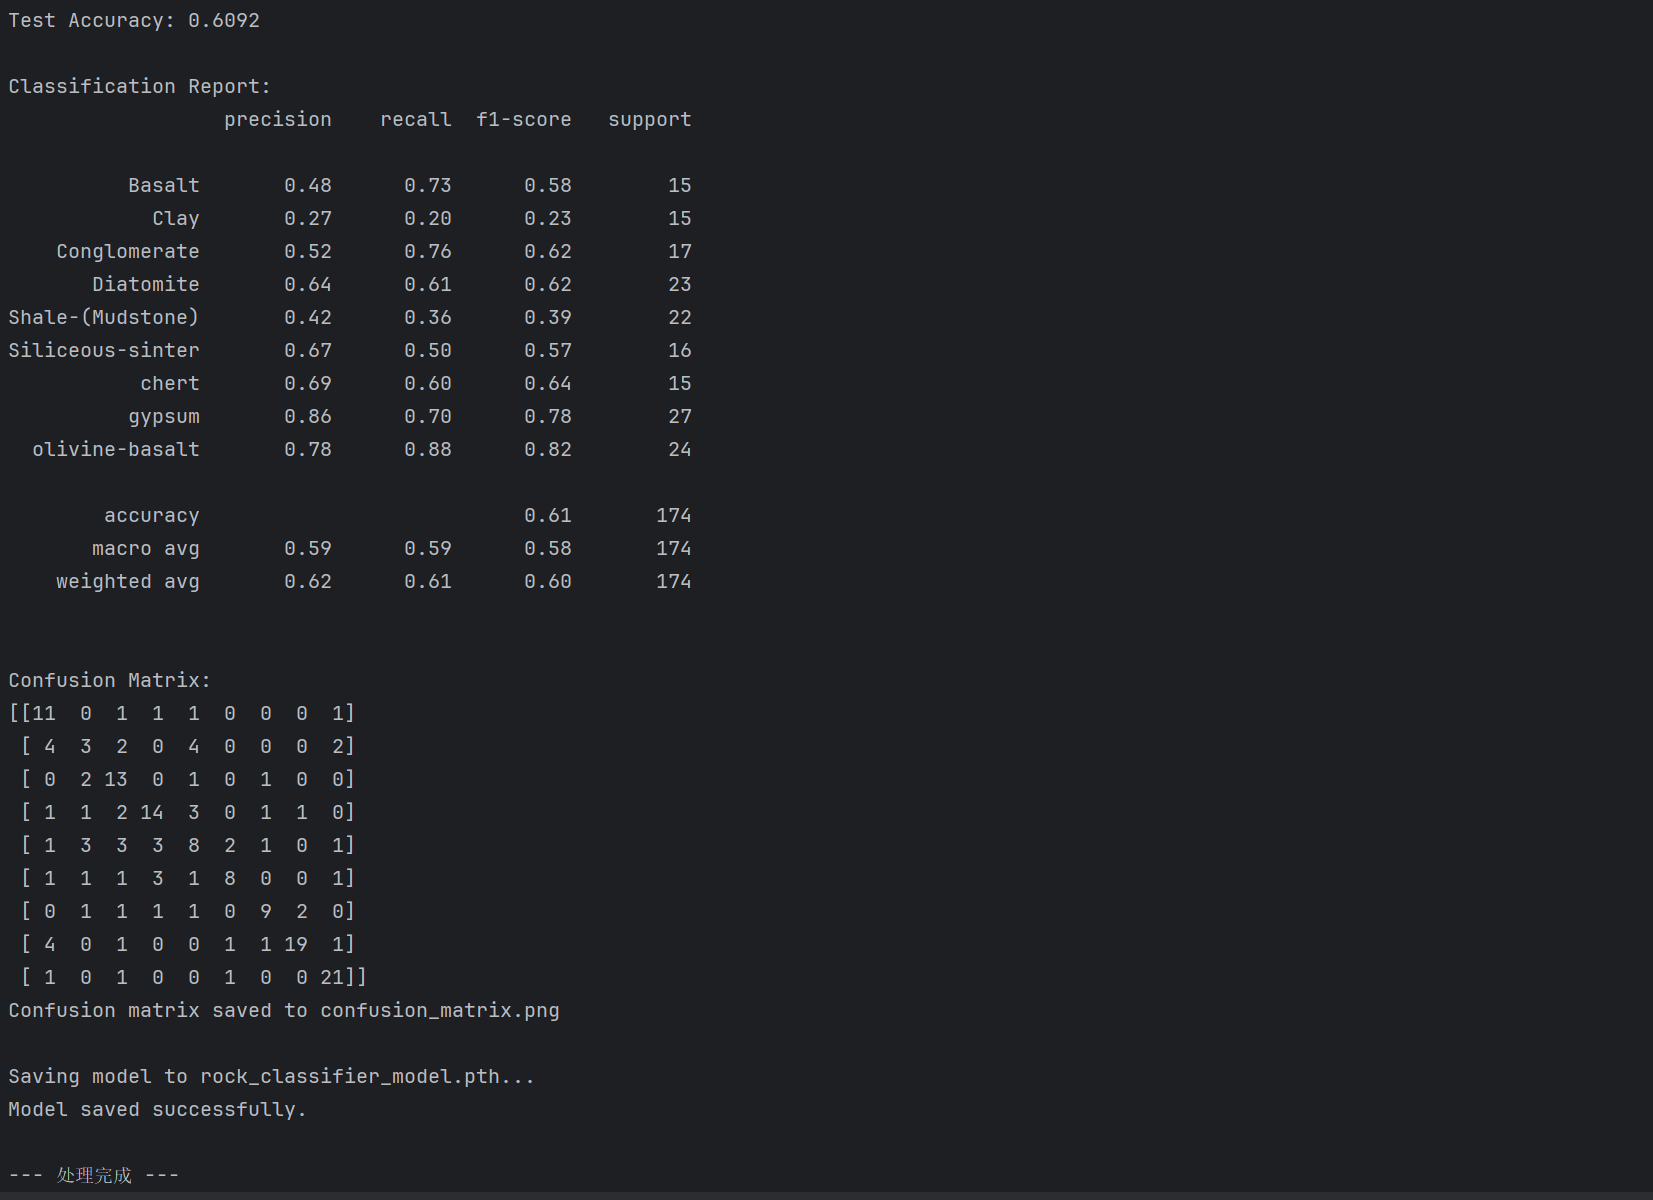 Test Accuracy: 0.6092
Classification Report:
precision recall f1-score support
Basalt 0.48 0.73 0.58 15
Clay 0.27 0.20 0.23 15
Conglomerate 0.52 0.76 0.62 17
Diatomite 0.64 0.61 0.62 23
Shale-(Mudstone) 0.42 0.36 0.39 22
Siliceous-sinter 0.67 0.50 0.57 16
chert 0.69 0.60 0.64 15
gypsum 0.86 0.70 0.78 27
olivine-basalt 0.78 0.88 0.82 24
accuracy 0.61 174
macro avg 0.59 0.59 0.58 174
weighted avg 0.62 0.61 0.60 174
Confusion Matrix:
[[11 0 1 1 1 0 0 0 1]
[ 4 3 2 0 4 0 0 0 2]
[ 0 2 13 0 1 0 1 0 0]
[ 1 1 2 14 3 0 1 1 0]
[ 1 3 3 3 8 2 1 0 1]
[ 1 1 1 3 1 8 0 0 1]
[ 0 1 1 1 1 0 9 2 0]
[ 4 0 1 0 0 1 1 19 1]
[ 1 0 1 0 0 1 0 0 21]]
Confusion matrix saved to confusion_matrix.png
Saving model to rock_classifier_model.pth...
Model saved successfully.
--- 处理完成 ---